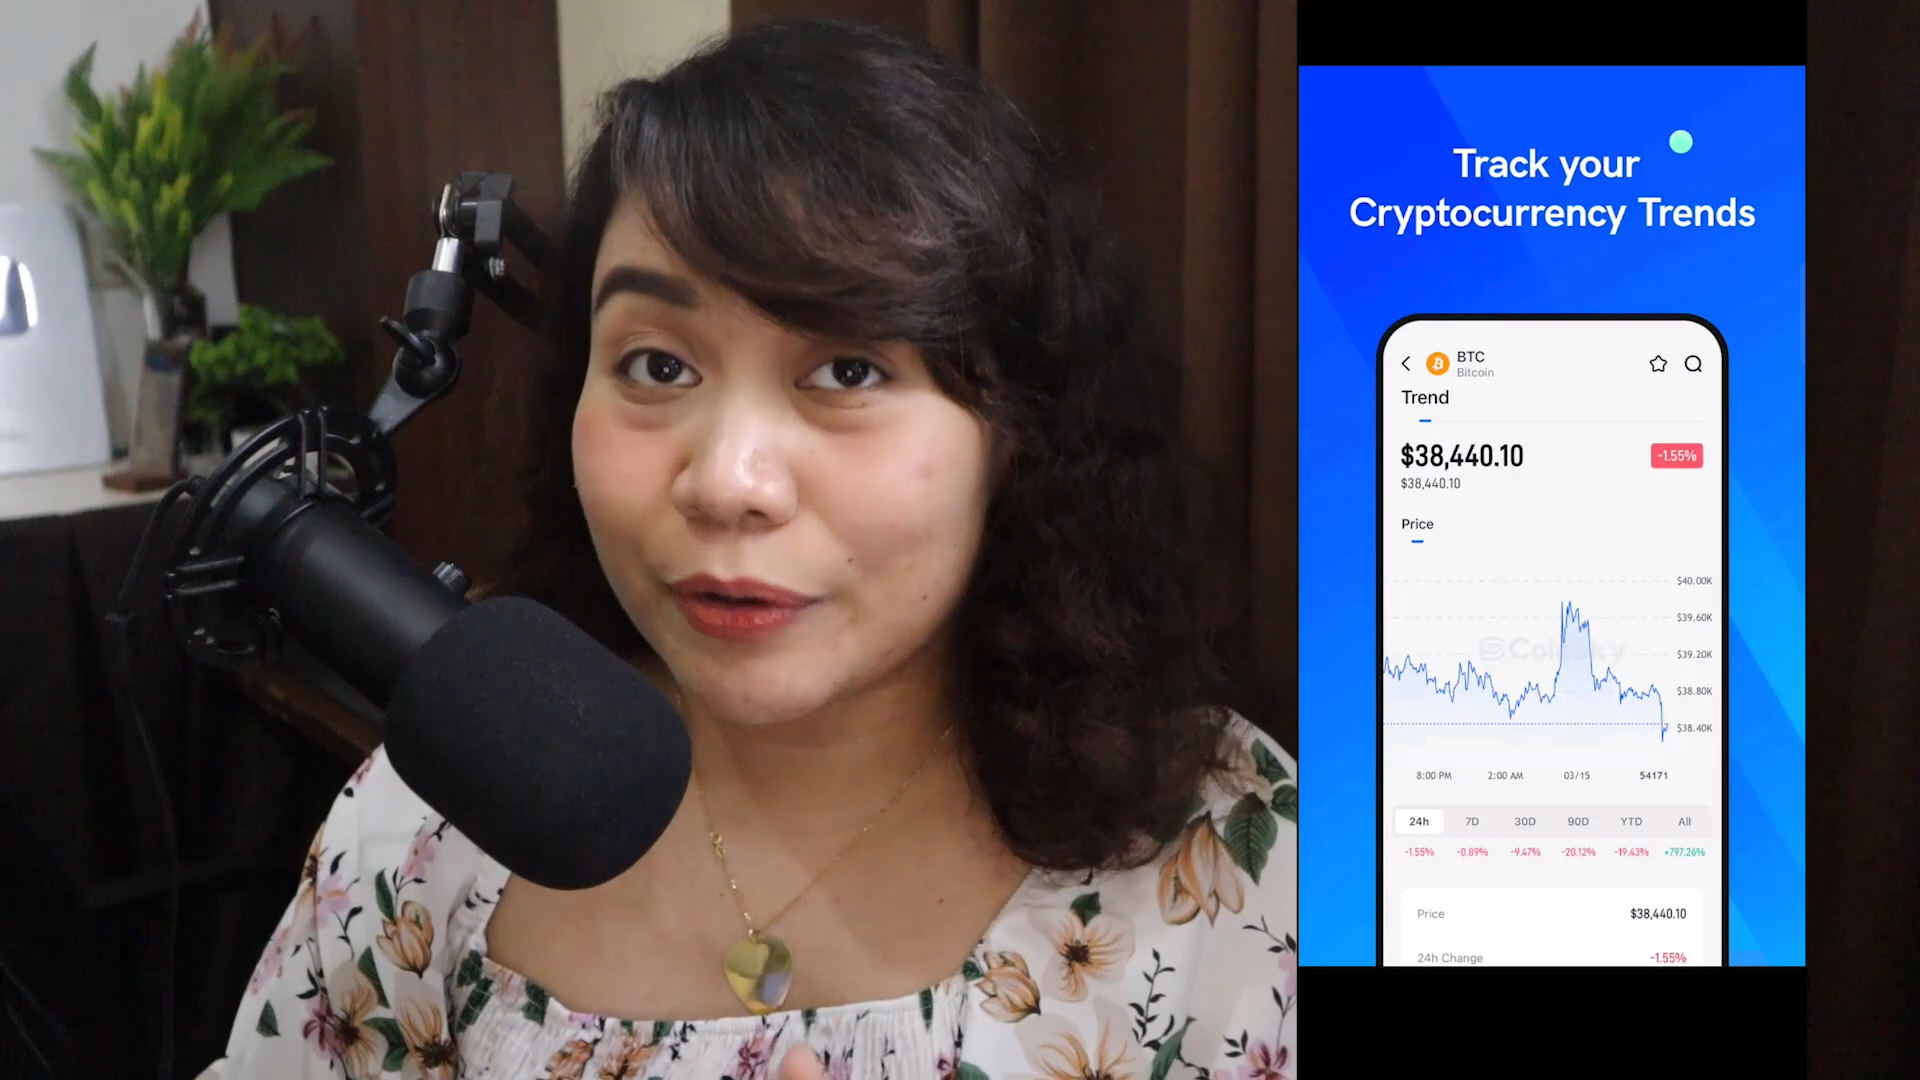 Track your
Cryptocurrency Trends
BTC
Bitcoin
Trend
$38,440.10
-1.55%
$38,440.10
Price
$40.00K
$39.60K
$39.20K
$38.80K
$38.40K
8:00 PM 2:00 AM 03/15 54171
24h 7D 30D 90D YTD All
-1.55% -0.89% -9.47% -20.12% -19.43% +797.26%
Price $38,440.10
24h Change -1.55%